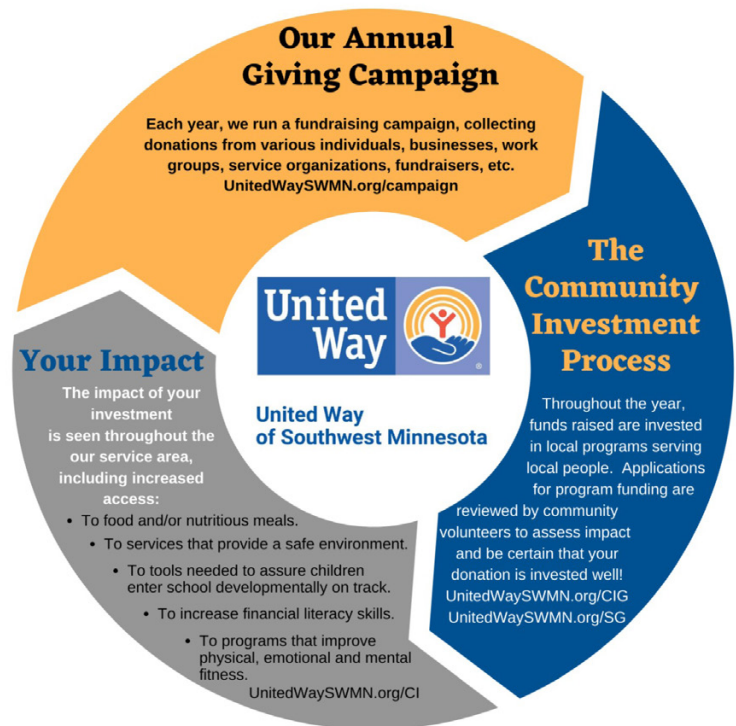 Our Annual
Giving Campaign
Each year, we run a fundraising campaign, collecting
donations from various individuals, businesses, work
groups, service organizations, fundraisers, etc.
UnitedWaySWMN.org/campaign
The
Community
Investment
Process
Throughout the year,
funds raised are invested
in local programs serving
local people. Applications
for program funding are
reviewed by community
volunteers to assess impact
and be certain that your
donation is invested well!
UnitedWaySWMN.org/CIG
UnitedWaySWMN.org/SG
Your Impact
The impact of your
investment
is seen throughout the
our service area,
including increased
access:
• To food and/or nutritious meals.
• To services that provide a safe environment.
• To tools needed to assure children
enter school developmentally on track.
• To increase financial literacy skills.
• To programs that improve
physical, emotional and mental
fitness.
UnitedWaySWMN.org/CI
United
Way
®
United Way
of Southwest Minnesota